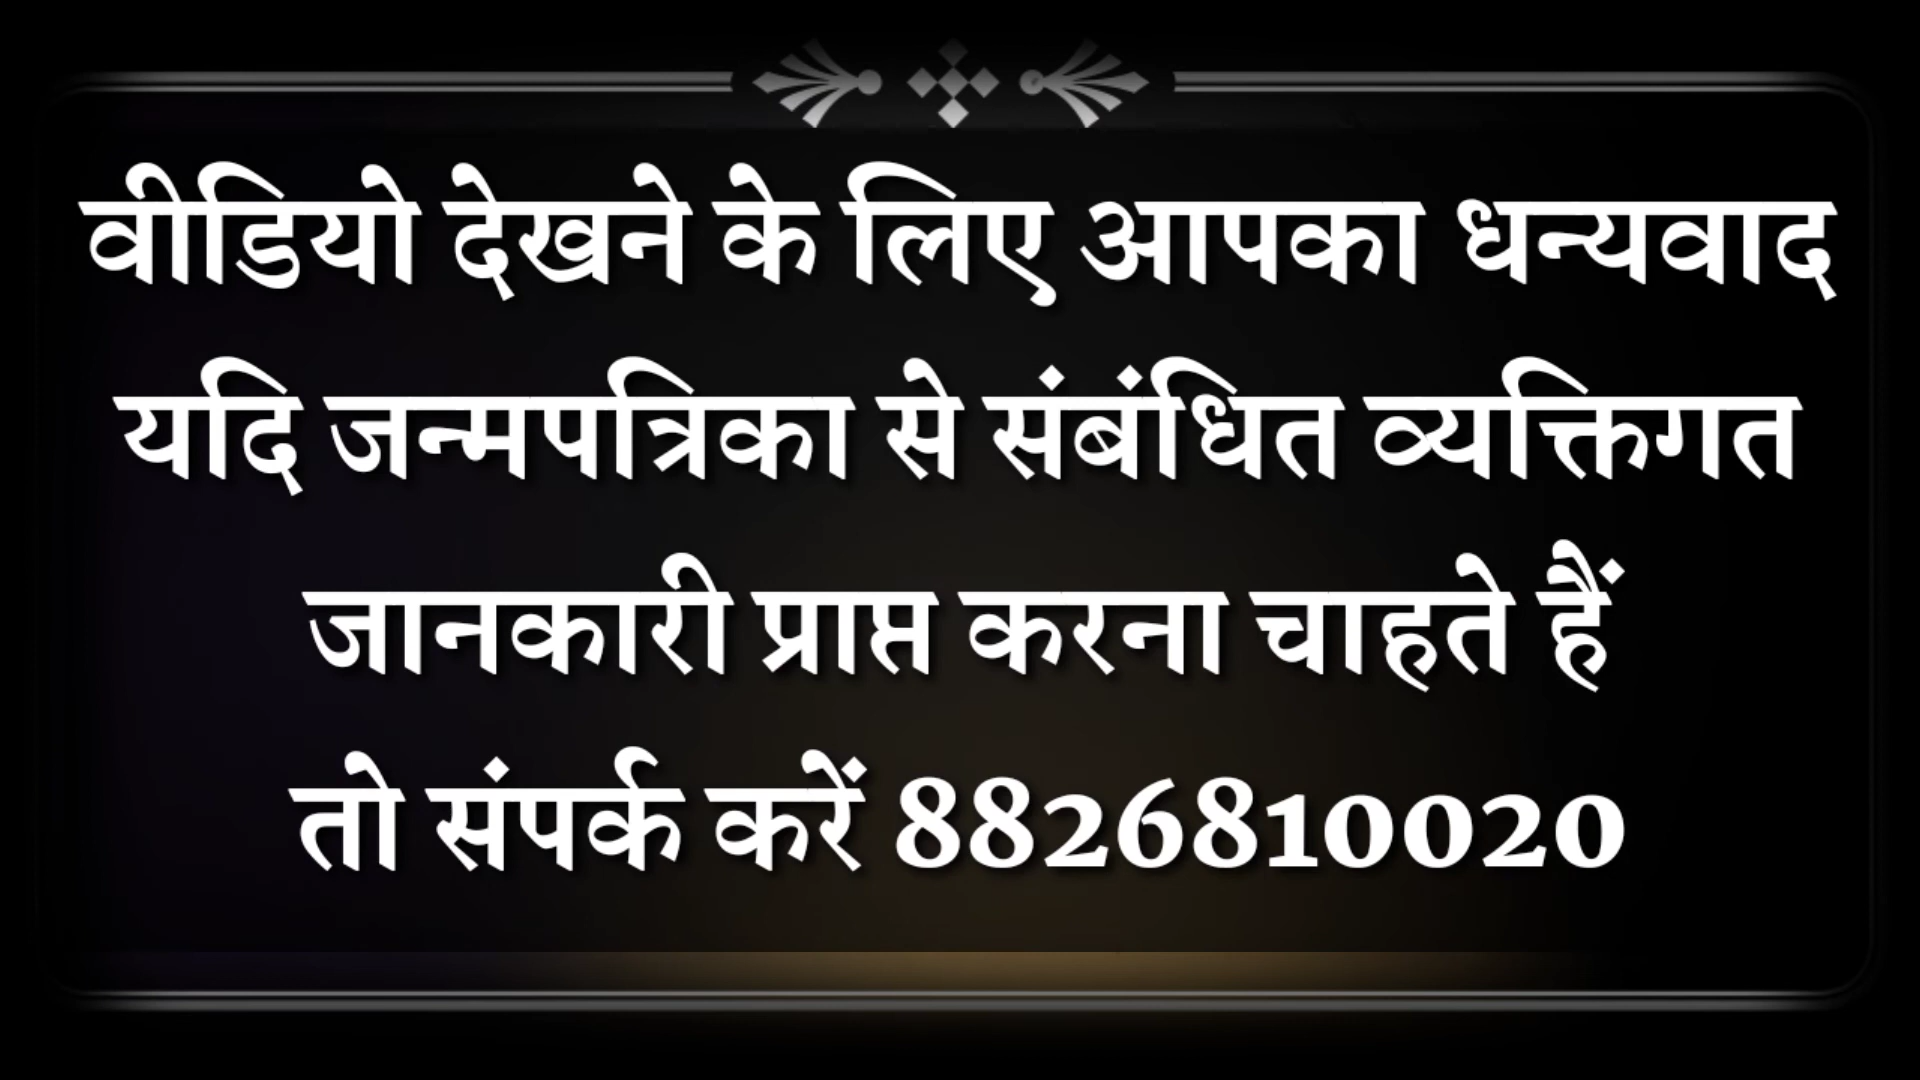 वीडियो देखने के लिए आपका धन्यवाद
यदि जन्मपत्रिका से संबंधित व्यक्तिगत
जानकारी प्राप्त करना चाहते हैं
तो संपर्क करें 8826810020